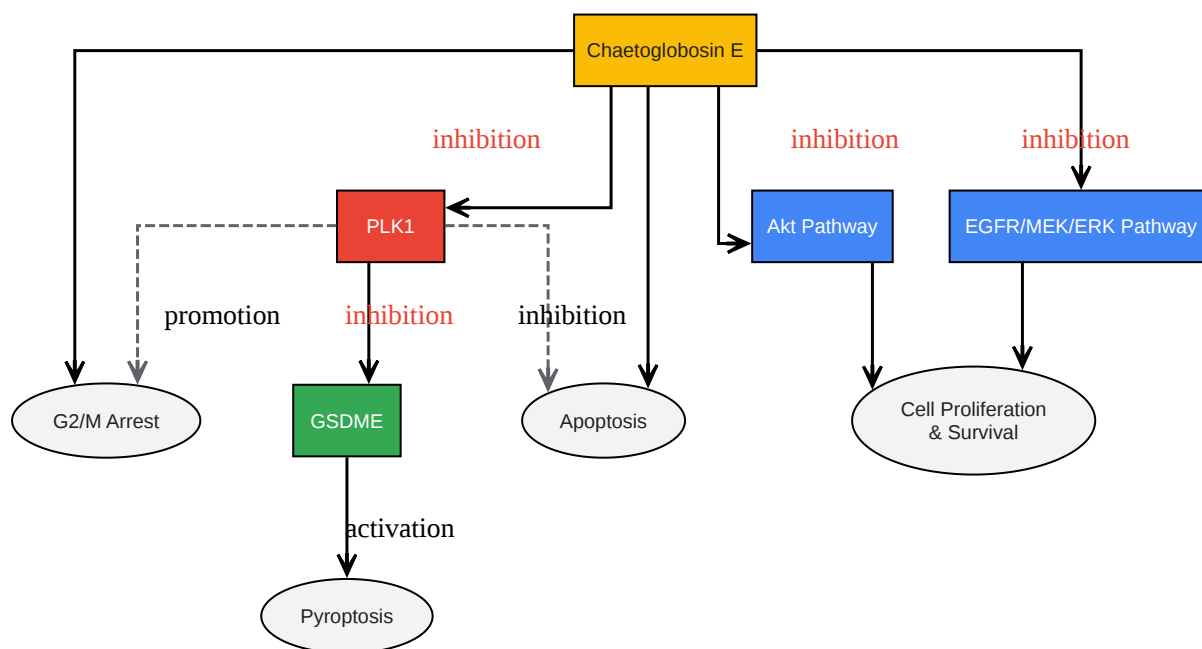 Chaetoglobosin E
inhibition
inhibition
inhibition
PLK1
Akt Pathway
EGFR/MEK/ERK Pathway
promotion
inhibition
inhibition
G2/M Arrest
GSDME
Apoptosis
Cell Proliferation
& Survival
activation
Pyroptosis